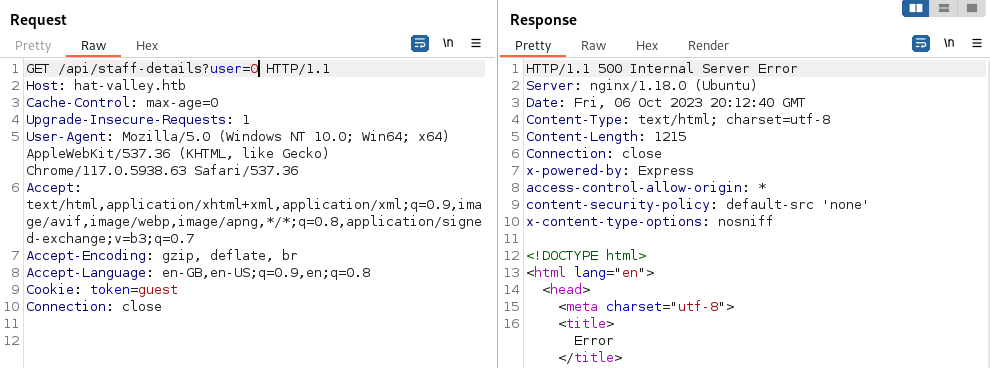 Request
Pretty Raw Hex
\n
1 GET /api/staff-details?user=0 HTTP/1.1
2 Host: hat-valley.htb
3 Cache-Control: max-age=0
4 Upgrade-Insecure-Requests: 1
5 User-Agent: Mozilla/5.0 (Windows NT 10.0; Win64; x64)
AppleWebKit/537.36 (KHTML, like Gecko)
Chrome/117.0.5938.63 Safari/537.36
6 Accept:
text/html,application/xhtml+xml,application/xml;q=0.9,ima
ge/avif,image/webp,image/apng,*/*;q=0.8,application/signe
d-exchange;v=b3;q=0.7
7 Accept-Encoding: gzip, deflate, br
8 Accept-Language: en-GB,en-US;q=0.9,en;q=0.8
9 Cookie: token=guest
10 Connection: close
11
12
Response
Pretty Raw Hex Render
\n
1 HTTP/1.1 500 Internal Server Error
2 Server: nginx/1.18.0 (Ubuntu)
3 Date: Fri, 06 Oct 2023 20:12:40 GMT
4 Content-Type: text/html; charset=utf-8
5 Content-Length: 1215
6 Connection: close
7 x-powered-by: Express
8 access-control-allow-origin: *
9 content-security-policy: default-src 'none'
10 x-content-type-options: nosniff
11
12 <!DOCTYPE html>
13 <html lang="en">
14 <head>
15 <meta charset="utf-8">
16 <title>
Error
</title>